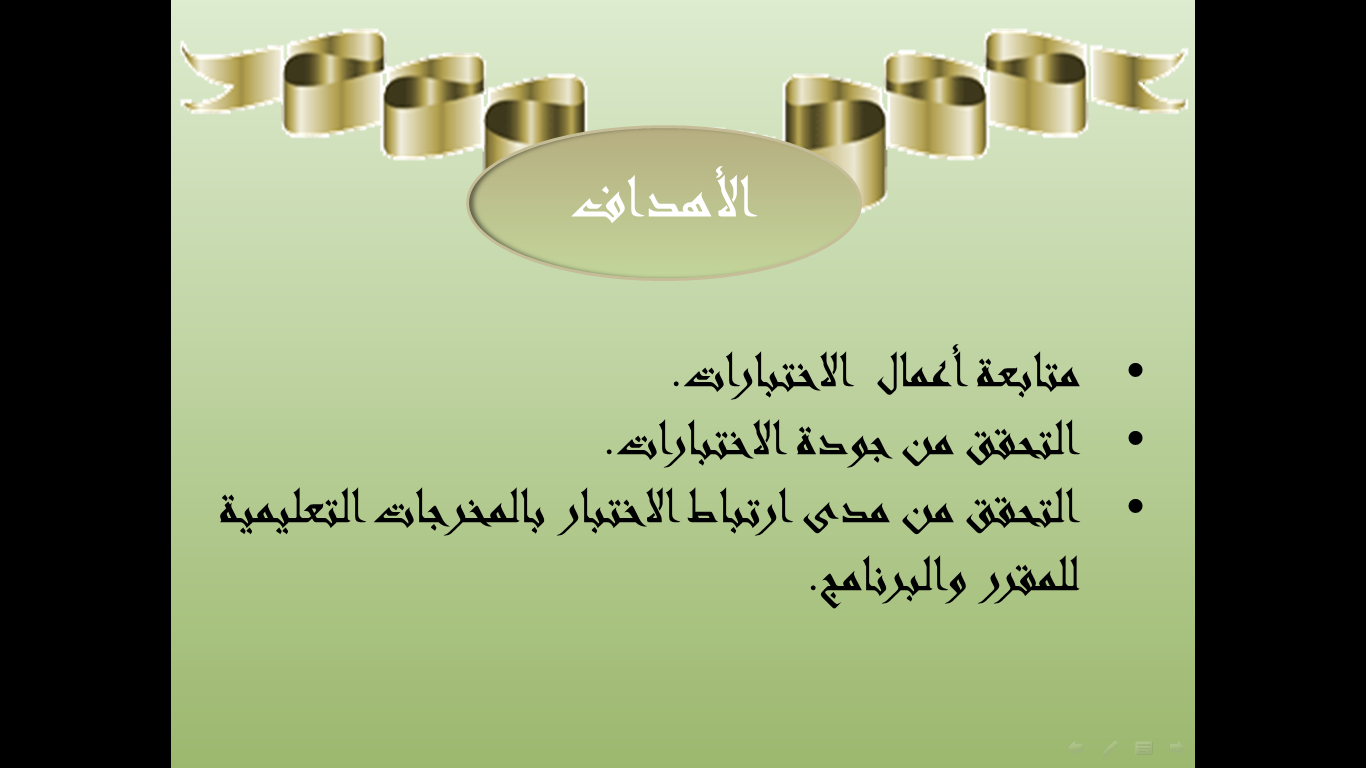 الأهداف
• متابعة أعمال الاختبارات.
• التحقق من جودة الاختبارات.
• التحقق من مدى ارتباط الاختبار بالمخرجات التعليمية
للمقرر والبرنامج.